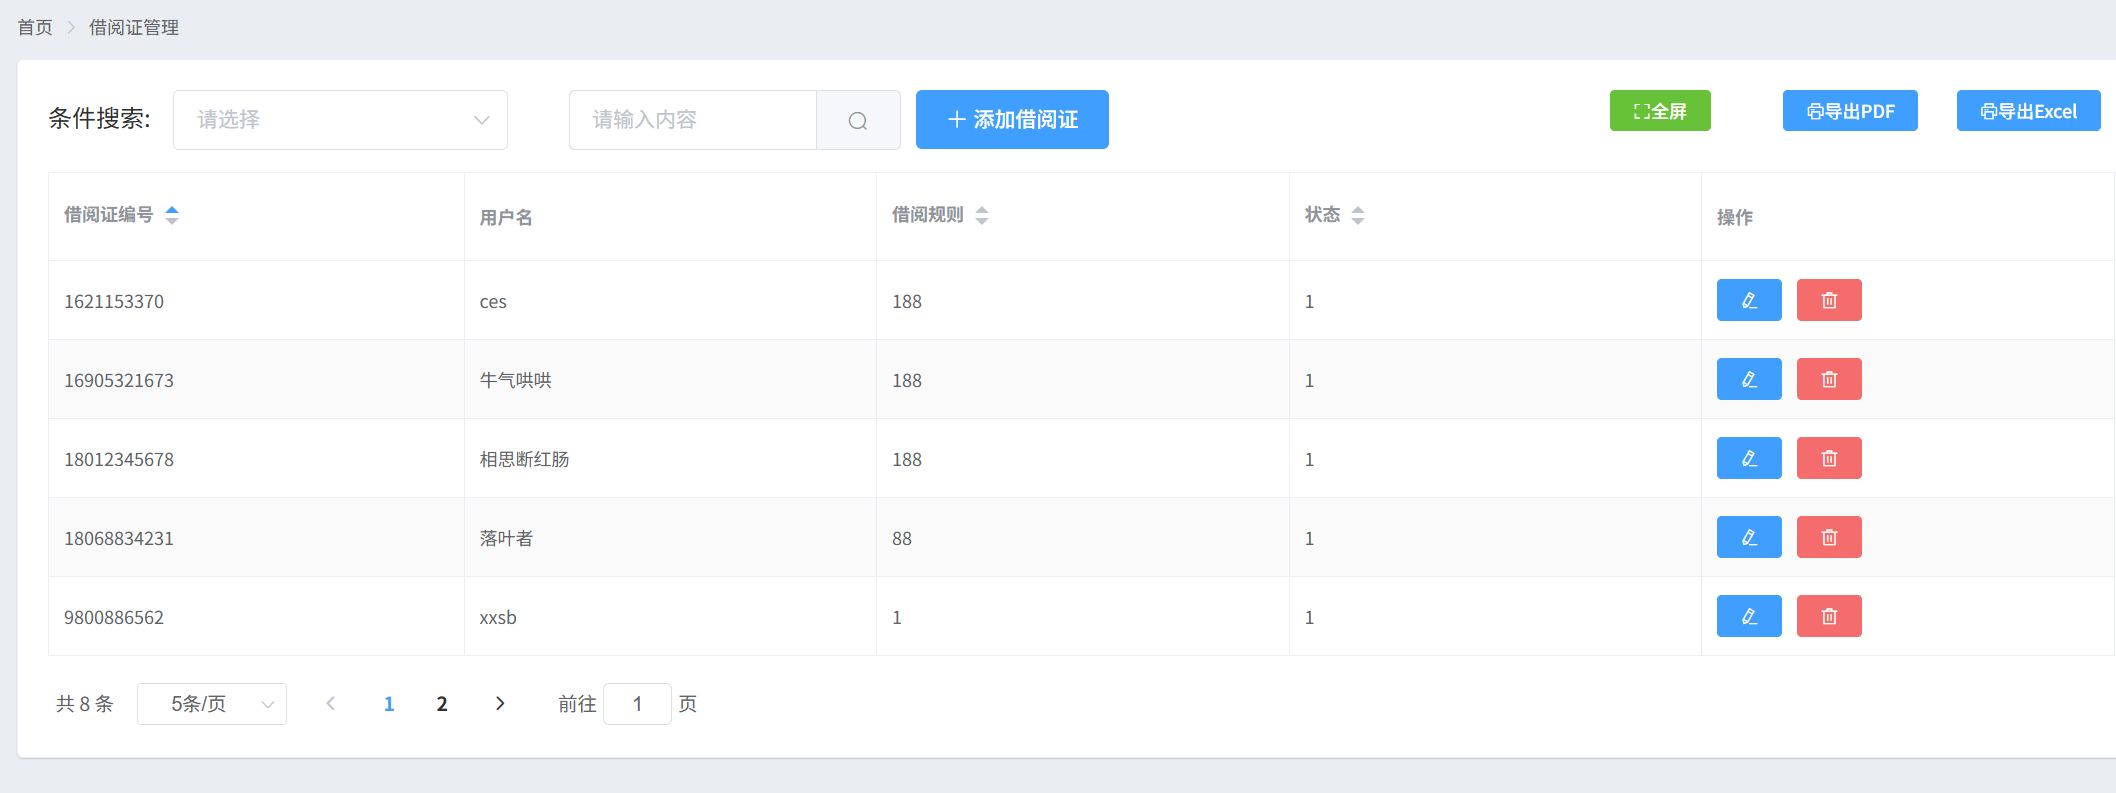 首页 > 借阅证管理
条件搜索: 请选择 请输入内容 添加借阅证 全屏 导出PDF 导出Excel
借阅证编号 用户名 借阅规则 状态 操作
1621153370 ces 188 1
16905321673 牛气哄哄 188 1
18012345678 相思断红肠 188 1
18068834231 落叶者 88 1
9800886562 xxsb 1 1
共 8 条 5条/页 1 2 前往 1 页